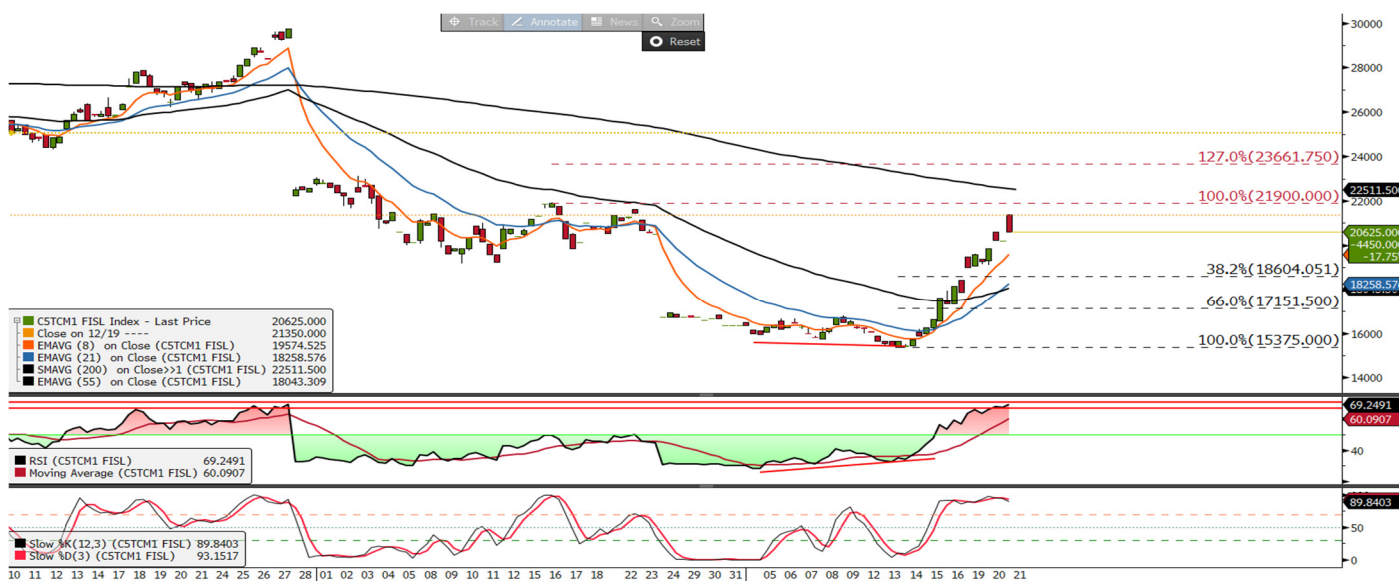 Track Annotate News Zoom
Reset
30000
28000
26000
24000
127.0%(23661.750)
22511.500
100.0%(21900.000)
22000
20625.000
-4450.000
-17.75
38.2%(18604.051)
18258.576
66.0%(17151.500)
16000
100.0%(15375.000)
14000
C5TCM1 FISL Index - Last Price 20625.000
Close on 12/19 ---- 21350.000
EMAVG (8) on Close (C5TCM1 FISL) 19574.525
EMAVG (21) on Close (C5TCM1 FISL) 18258.576
SMAVG (200) on Close>>1 (C5TCM1 FISL) 22511.500
EMAVG (55) on Close (C5TCM1 FISL) 18043.309
69.2491
60.0907
40
RSI (C5TCM1 FISL) 69.2491
Moving Average (C5TCM1 FISL) 60.0907
89.8403
50
0
Slow %K(12,3) (C5TCM1 FISL) 89.8403
Slow %D(3) (C5TCM1 FISL) 93.1517
10 11 12 13 14 17 18 19 20 21 24 25 26 27 28 01 02 03 04 05 08 09 10 11 12 15 16 17 18 22 23 24 29 30 31 05 06 07 08 09 12 13 14 15 16 19 20 21